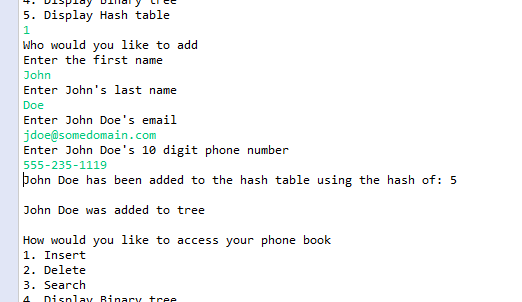 4. Display Binary tree
5. Display Hash table
1
Who would you like to add
Enter the first name
John
Enter John's last name
Doe
Enter John Doe's email
jdoe@somedomain.com
Enter John Doe's 10 digit phone number
555-235-1119
John Doe has been added to the hash table using the hash of: 5
John Doe was added to tree
How would you like to access your phone book
1. Insert
2. Delete
3. Search
4. Display Binary tree